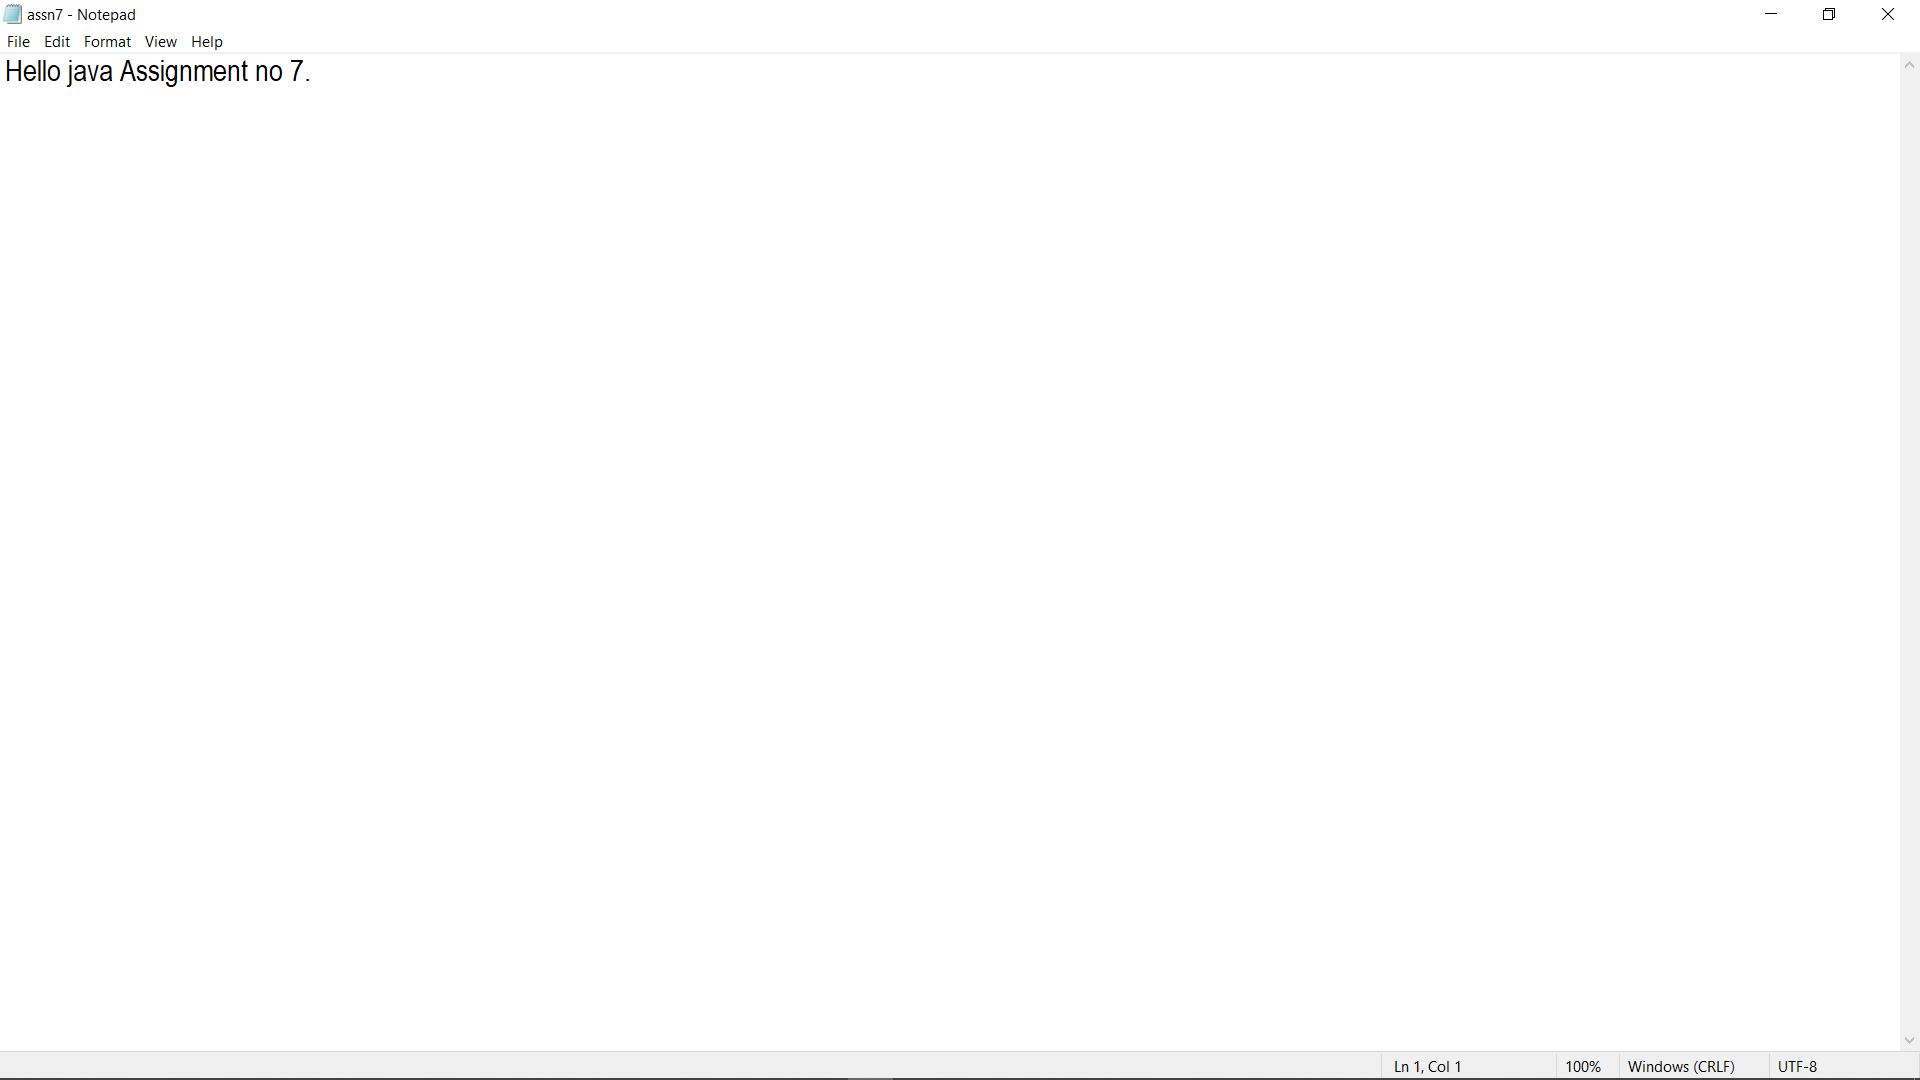 assn7 - Notepad
File Edit Format View Help
Hello java Assignment no 7.
Ln 1, Col 1 100% Windows (CRLF) UTF-8